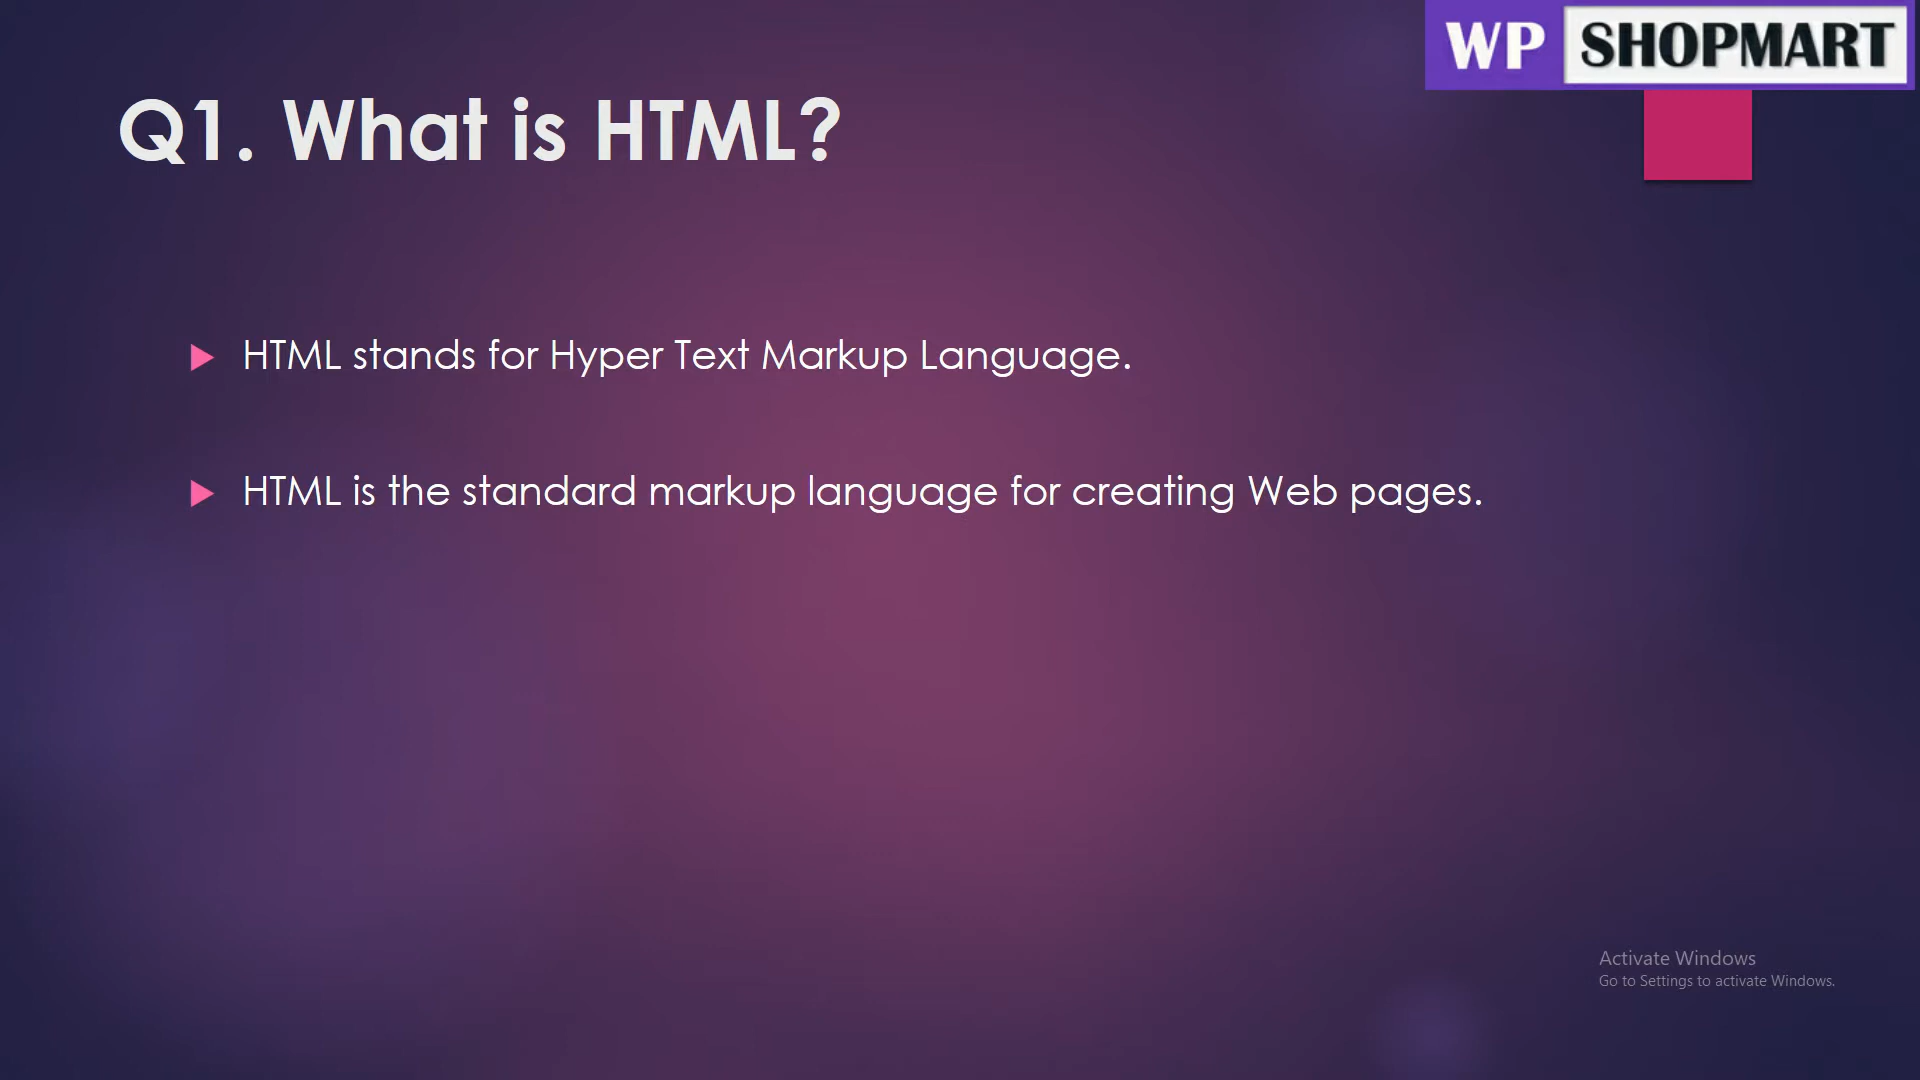 WP SHOPMART
Q1. What is HTML?
HTML stands for Hyper Text Markup Language.
HTML is the standard markup language for creating Web pages.
Activate Windows
Go to Settings to activate Windows.